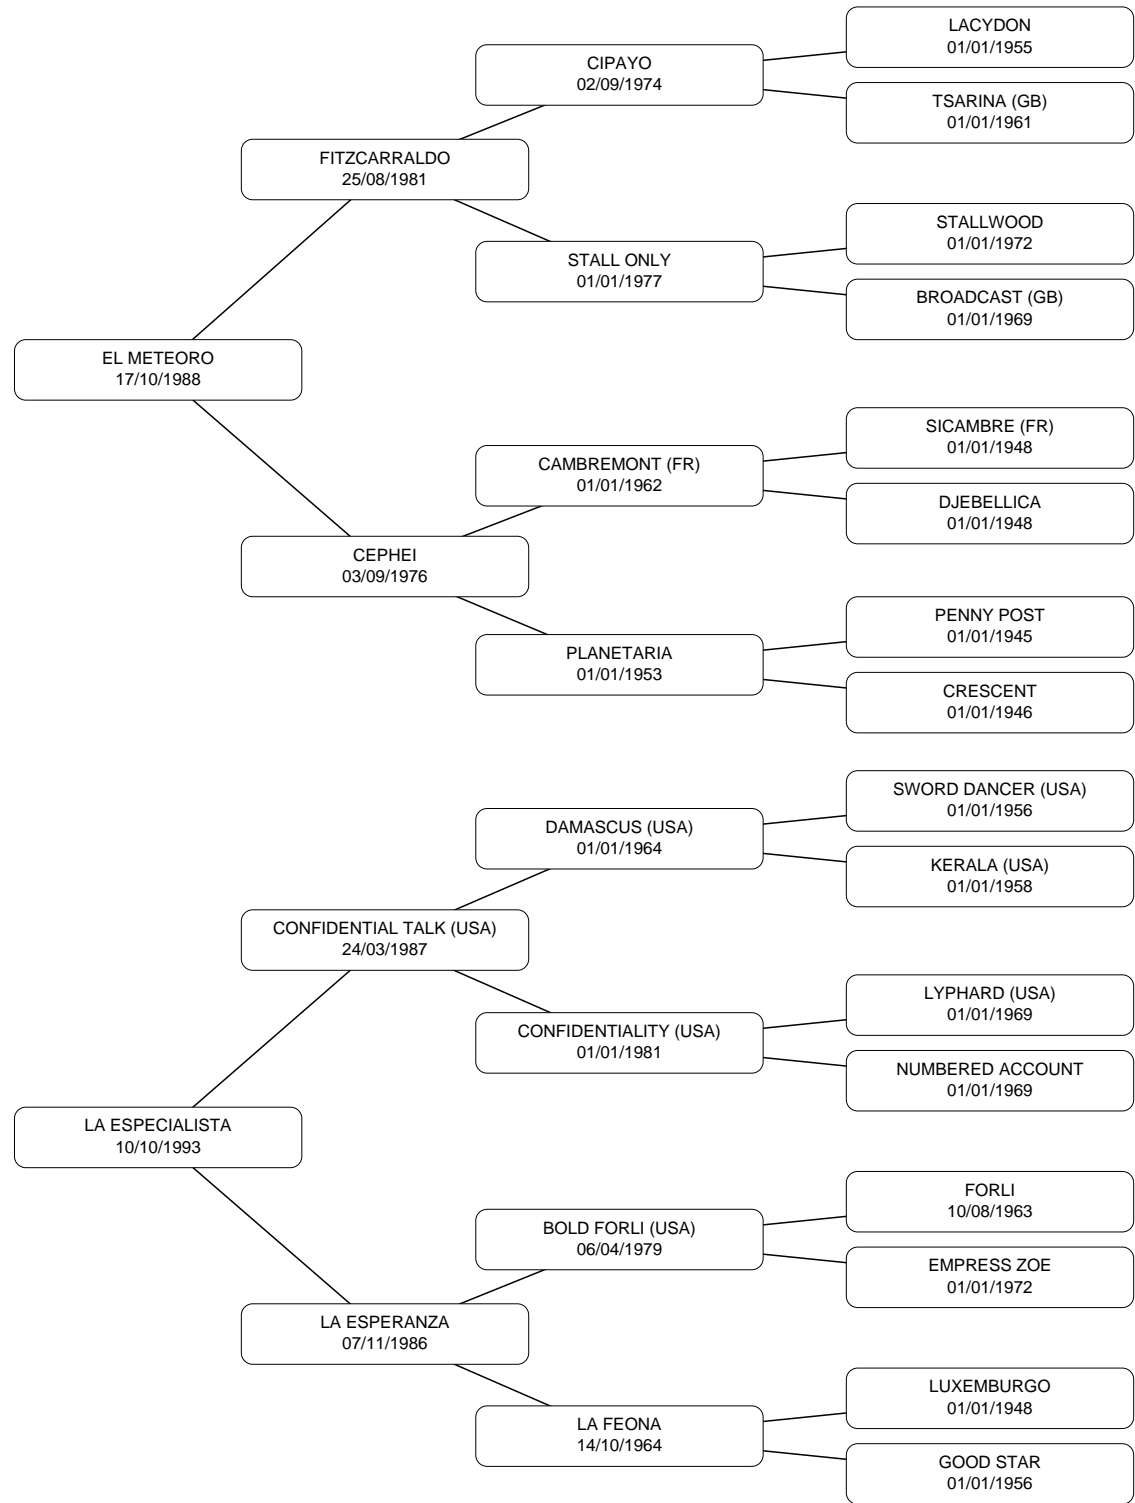 LACYDON
01/01/1955
CIPAYO
02/09/1974
TSARINA (GB)
01/01/1961
FITZCARRALDO
25/08/1981
STALLWOOD
01/01/1972
STALL ONLY
01/01/1977
BROADCAST (GB)
01/01/1969
EL METEORO
17/10/1988
SICAMBRE (FR)
01/01/1948
CAMBREMONT (FR)
01/01/1962
DJEBELLICA
01/01/1948
CEPHEI
03/09/1976
PENNY POST
01/01/1945
PLANETARIA
01/01/1953
CRESCENT
01/01/1946
SWORD DANCER (USA)
01/01/1956
DAMASCUS (USA)
01/01/1964
KERALA (USA)
01/01/1958
CONFIDENTIAL TALK (USA)
24/03/1987
LYPHARD (USA)
01/01/1969
CONFIDENTIALITY (USA)
01/01/1981
NUMBERED ACCOUNT
01/01/1969
LA ESPECIALISTA
10/10/1993
FORLI
10/08/1963
BOLD FORLI (USA)
06/04/1979
EMPRESS ZOE
01/01/1972
LA ESPERANZA
07/11/1986
LUXEMBURGO
01/01/1948
LA FEONA
14/10/1964
GOOD STAR
01/01/1956